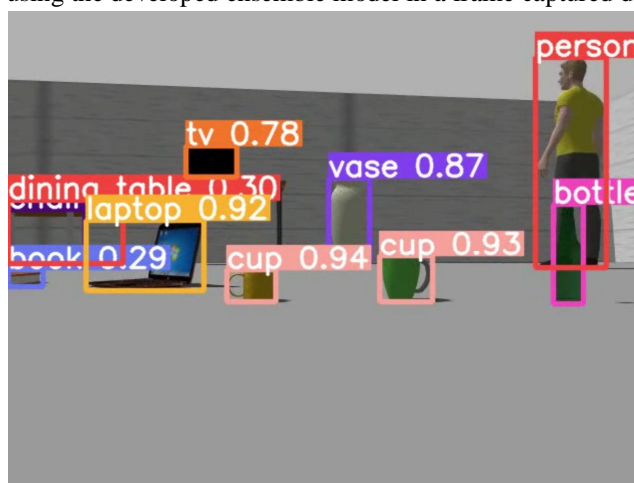 using the developed ensemble model in a frame captured d
person
tv 0.78
vase 0.87
dining table 0.30
bottle
laptop 0.92
book 0.29
cup 0.94
cup 0.93